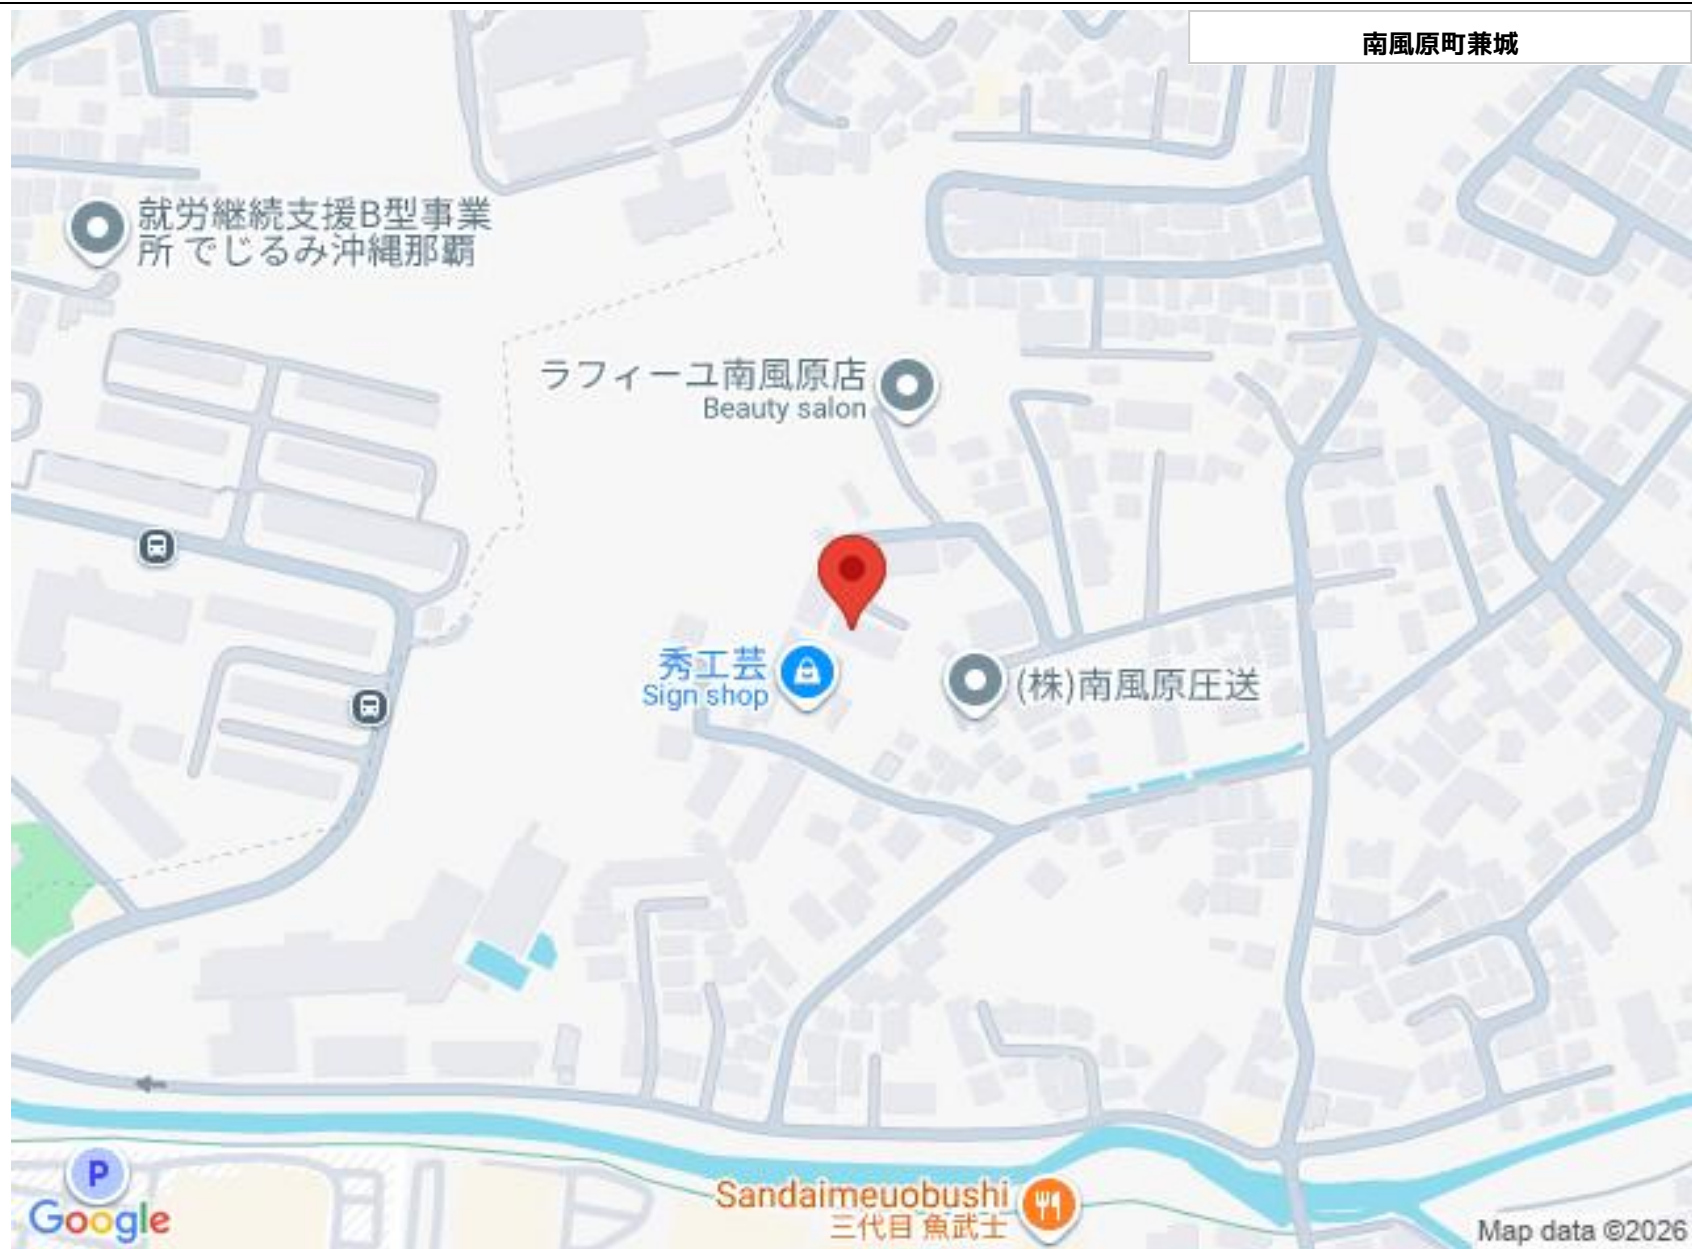 南風原町兼城
就労継続支援B型事業
所 でじるみ沖縄那覇
ラフィーユ南風原店
Beauty salon
秀工芸
Sign shop
(株)南風原圧送
P
Google
Sandaimeuobushi
三代目 魚武士
Map data ©2026